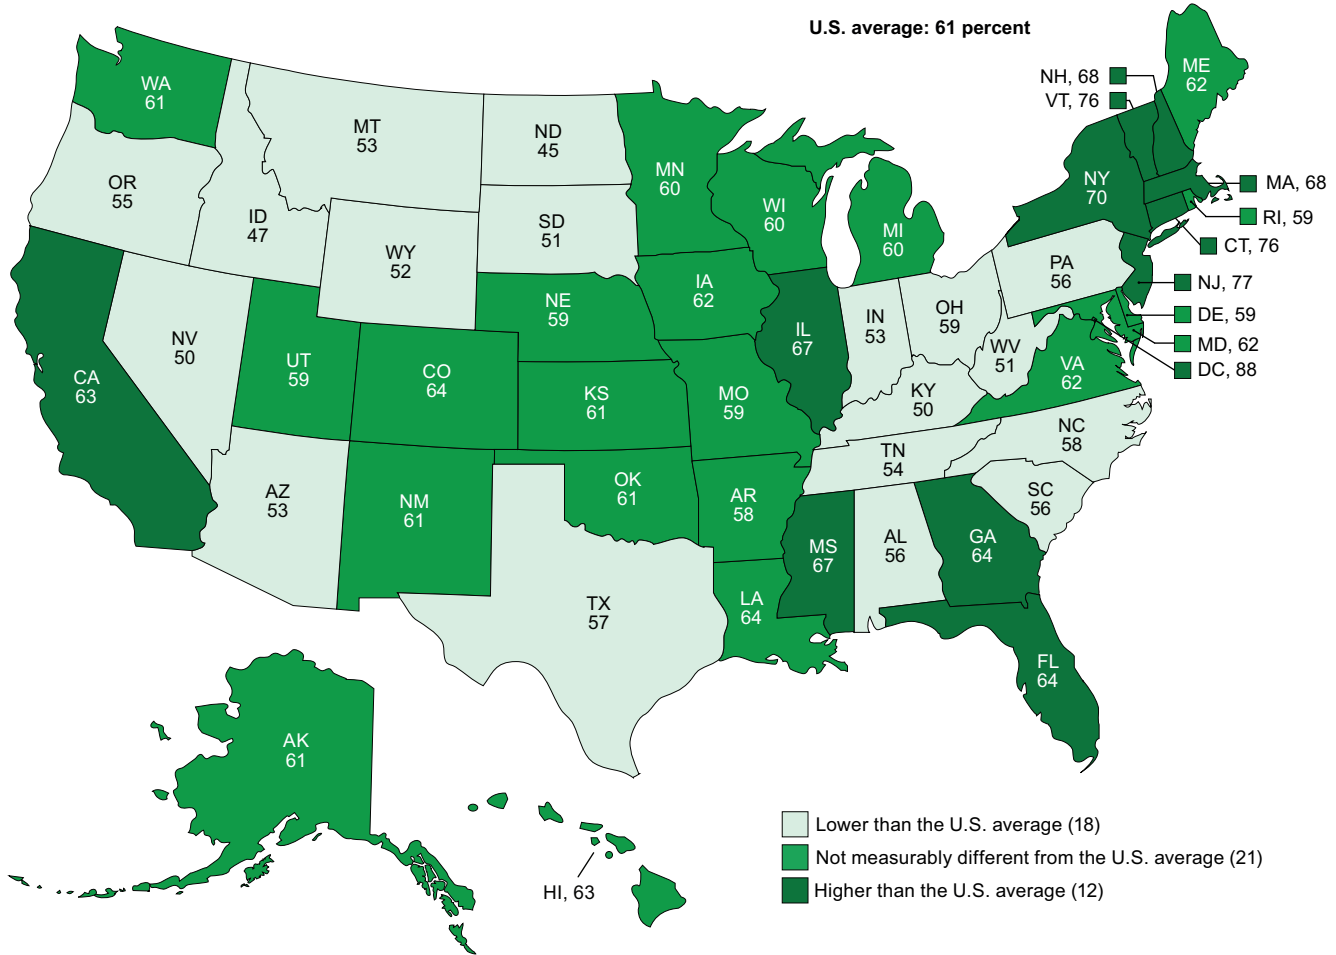 U.S. average: 61 percent
WA
61
OR
55
CA
63
NV
50
ID
47
MT
53
WY
52
UT
59
AZ
53
CO
64
NM
61
ND
45
SD
51
NE
59
KS
61
OK
61
TX
57
MN
60
IA
62
MO
59
AR
58
LA
64
WI
60
IL
67
MI
60
IN
53
OH
59
KY
50
TN
54
MS
67
AL
56
GA
64
FL
64
SC
56
NC
58
VA
62
WV
51
PA
56
NY
70
ME
62
NH, 68
VT, 76
MA, 68
RI, 59
CT, 76
NJ, 77
DE, 59
MD, 62
DC, 88
AK
61
HI, 63
Lower than the U.S. average (18)
Not measurably different from the U.S. average (21)
Higher than the U.S. average (12)